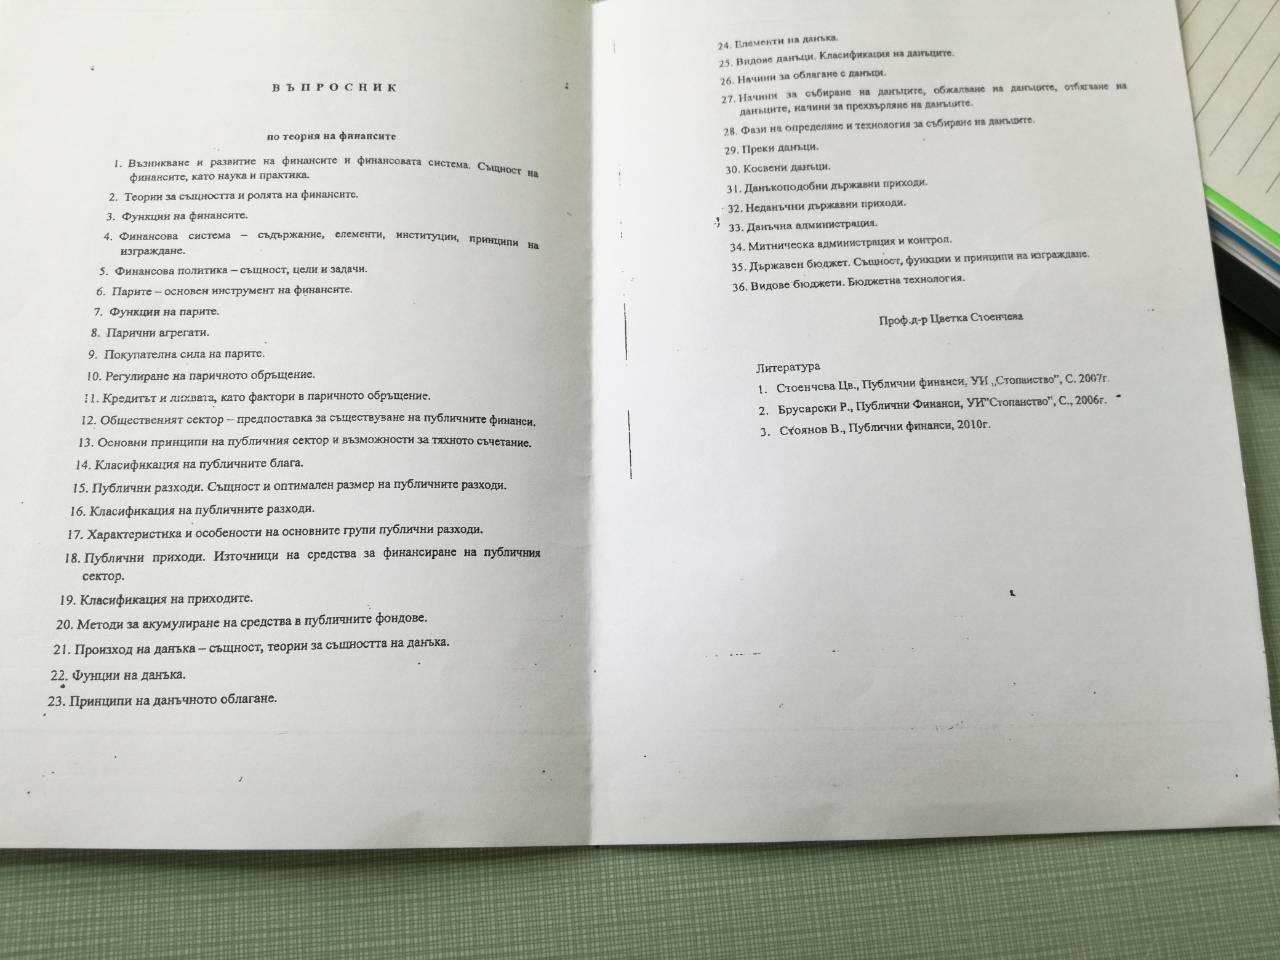 ВЪПРОСНИК
по теория на финансите
1. Възникване и развитие на финансите и финансовата система. Същност на
финансите, като наука и практика.
2. Теории за същността и ролята на финансите.
3. Функции на финансите.
4. Финансова система – съдържание, елементи, институции, принципи на
изграждане.
5. Финансова политика – същност, цели и задачи.
6. Парите – основен инструмент на финансите.
7. Функции на парите.
8. Парични агрегати.
9. Покупателна сила на парите.
10. Регулиране на паричното обръщение.
11. Кредитът и лихвата, като фактори в паричното обръщение.
12. Общественият сектор – предпоставка за съществуване на публичните финанси.
13. Основни принципи на публичния сектор и възможности за тяхното съчетание.
14. Класификация на публичните блага.
15. Публични разходи. Същност и оптимален размер на публичните разходи.
16. Класификация на публичните разходи.
17. Характеристика и особености на основните групи публични разходи.
18. Публични приходи. Източници на средства за финансиране на публичния
сектор.
19. Класификация на приходите.
20. Методи за акумулиране на средства в публичните фондове.
21. Произход на данъка – същност, теории за същността на данъка.
22. Фунции на данъка.
23. Принципи на данъчното облагане.
24. Елементи на данъка.
25. Видове данъци. Класификация на данъците.
26. Начини за облагане с данъци.
27. Начини за събиране на данъците, обжалване на данъците, отбягване на
данъците, начини за прехвърляне на данъците.
28. Фази на определяне и технология за събиране на данъците.
29. Преки данъци.
30. Косвени данъци.
31. Данъкоподобни държавни приходи.
32. Неданъчни държавни приходи.
33. Данъчна администрация.
34. Митническа администрация и контрол.
35. Държавен бюджет. Същност, функции и принципи на изграждане.
36. Видове бюджети. Бюджетна технология.
Проф.д-р Цветка Стоенчева
Литература
1. Стоенчева Цв., Публични финанси, УИ „Стопанство”, С. 2007г.
2. Брусарски Р., Публични Финанси, УИ”Стопанство”, С., 2006г.
3. Стоянов В., Публични финанси, 2010г.